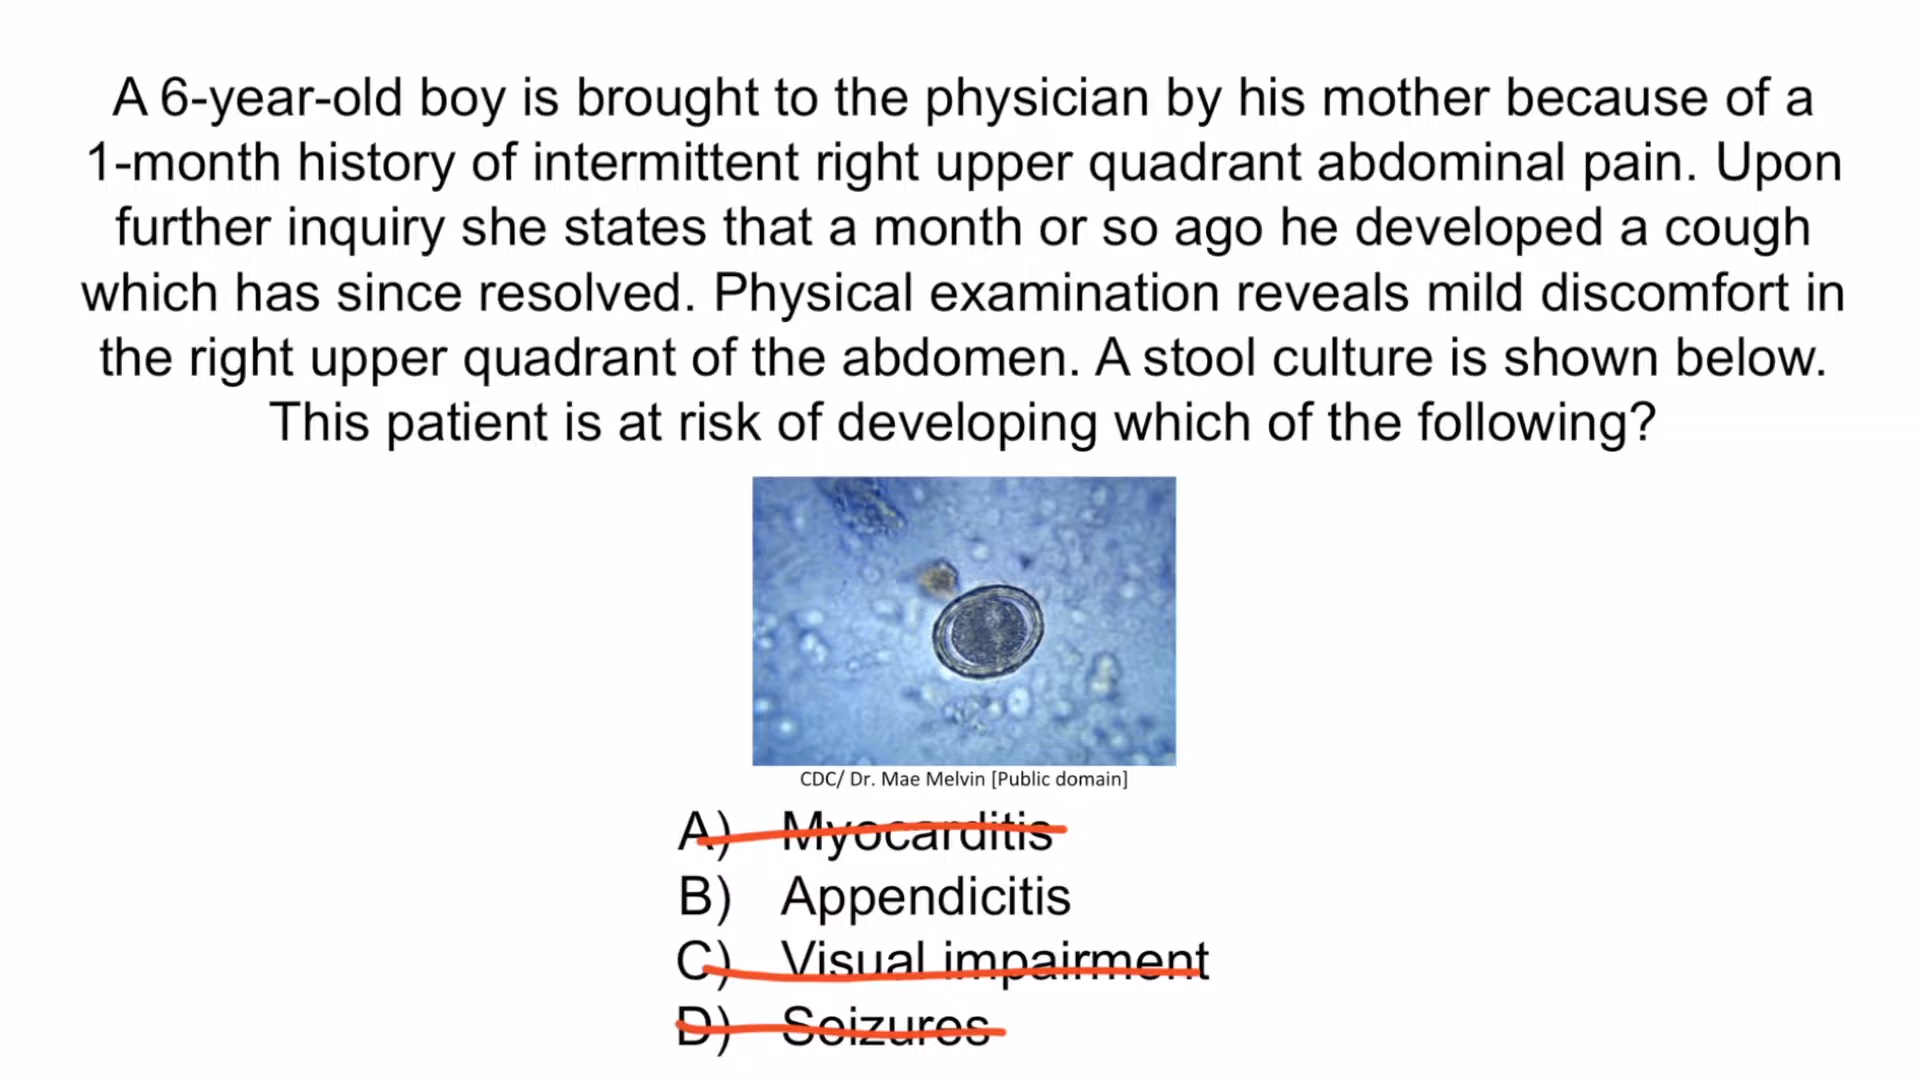 A 6-year-old boy is brought to the physician by his mother because of a
1-month history of intermittent right upper quadrant abdominal pain. Upon
further inquiry she states that a month or so ago he developed a cough
which has since resolved. Physical examination reveals mild discomfort in
the right upper quadrant of the abdomen. A stool culture is shown below.
This patient is at risk of developing which of the following?
CDC/ Dr. Mae Melvin [Public domain]
A) Myocarditis
B) Appendicitis
C) Visual impairment
D) Seizures